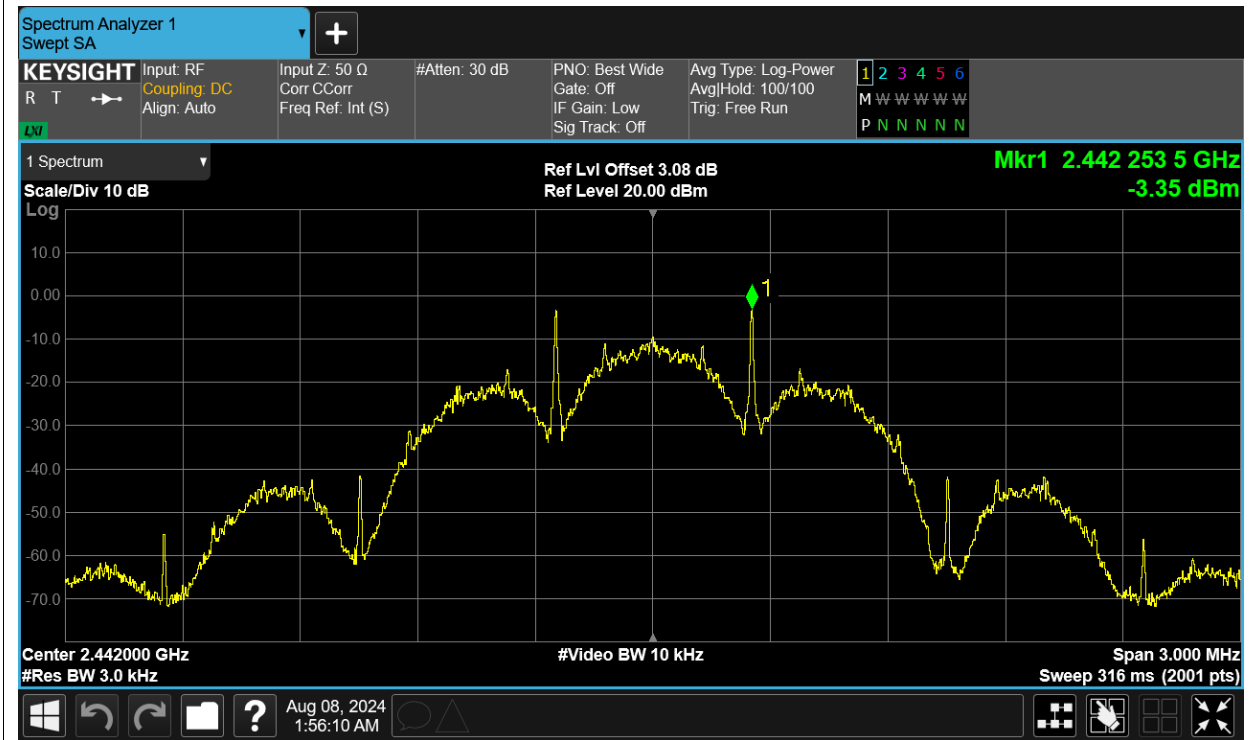 Spectrum Analyzer 1
Swept SA
KEYSIGHT
R T
LXI
Input: RF
Coupling: DC
Align: Auto
Input Z: 50 Ω
Corr CCorr
Freq Ref: Int (S)
#Atten: 30 dB
PNO: Best Wide
Gate: Off
IF Gain: Low
Sig Track: Off
Avg Type: Log-Power
Avg|Hold: 100/100
Trig: Free Run
1 2 3 4 5 6
M W W W W W
P N N N N N
1 Spectrum
Scale/Div 10 dB
Log
Ref Lvl Offset 3.08 dB
Ref Level 20.00 dBm
Mkr1 2.442 253 5 GHz
-3.35 dBm
10.0
0.00
-10.0
-20.0
-30.0
-40.0
-50.0
-60.0
-70.0
1
Center 2.442000 GHz
#Video BW 10 kHz
Span 3.000 MHz
#Res BW 3.0 kHz
Sweep 316 ms (2001 pts)
?
Aug 08, 2024
1:56:10 AM